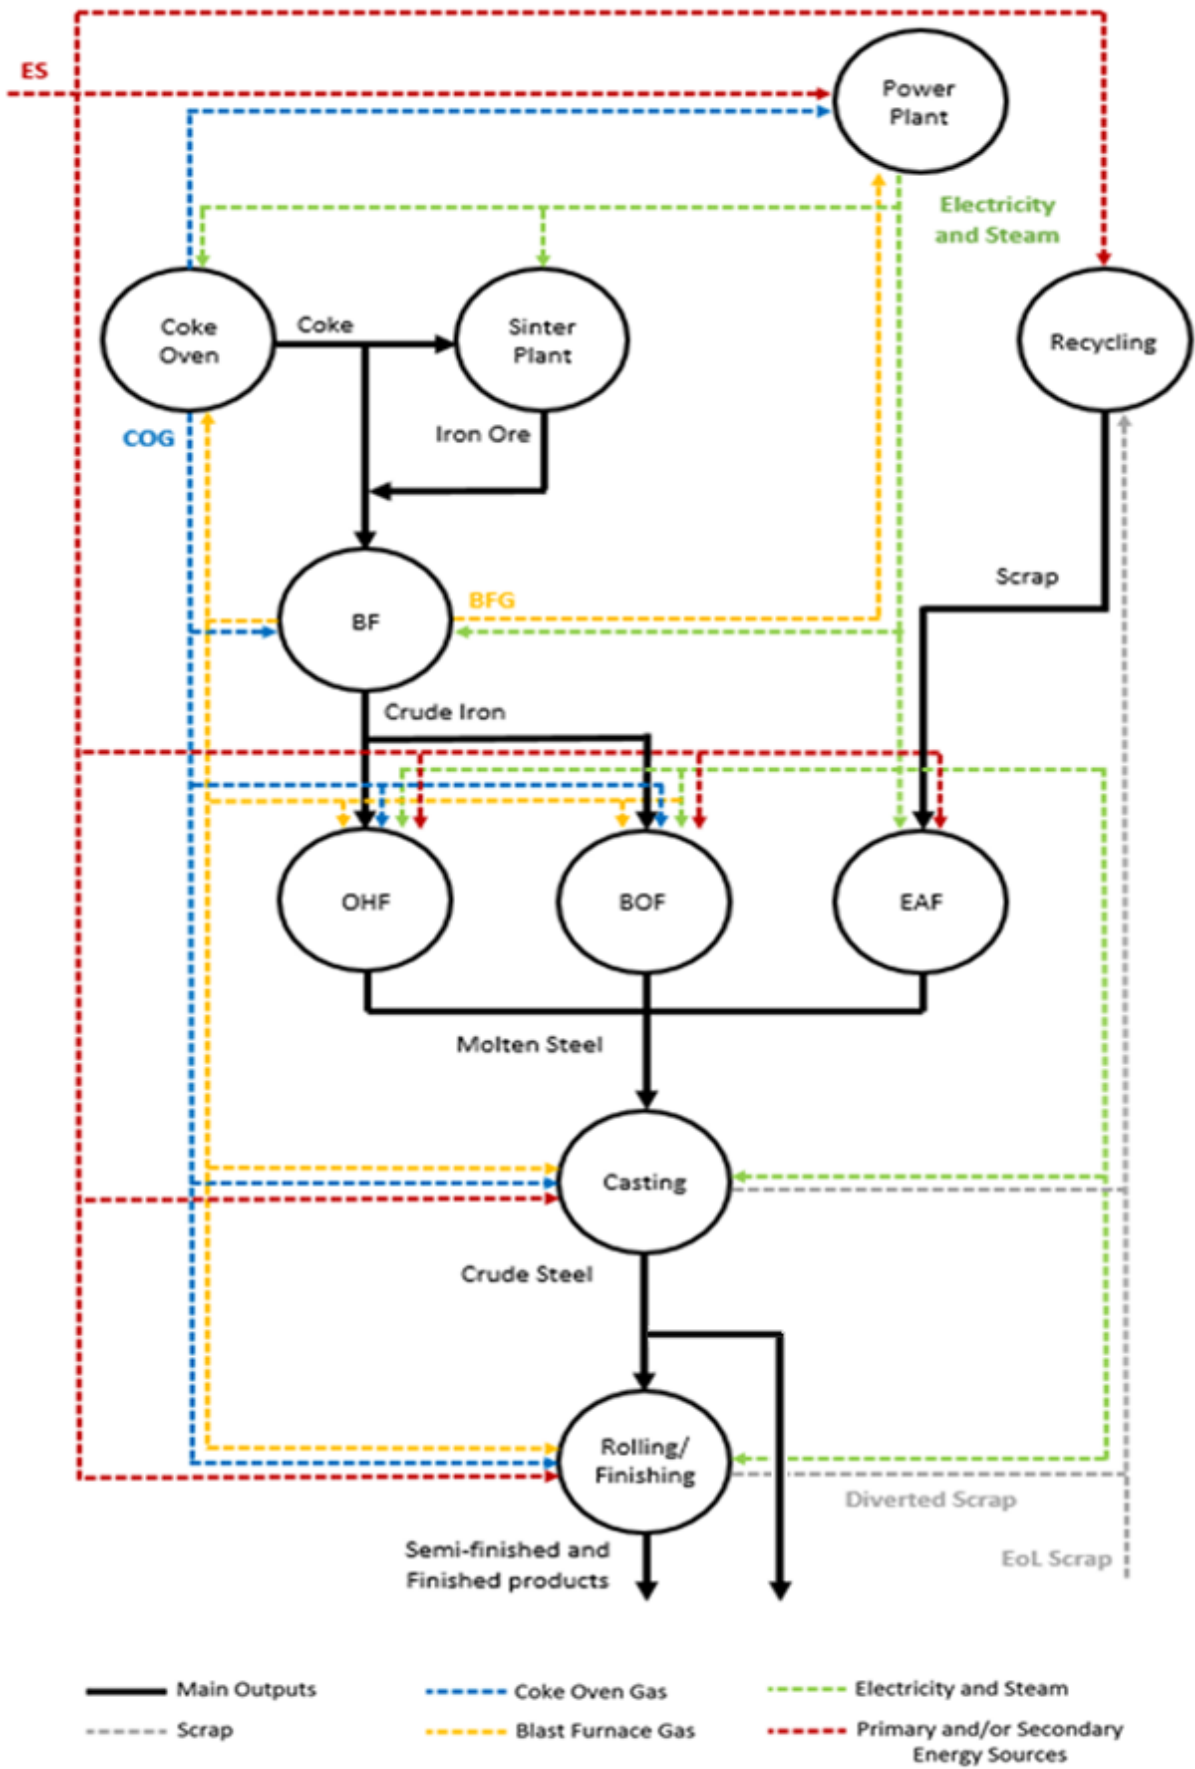 ES
Power
Plant
Electricity
and Steam
Coke
Oven
Coke
Sinter
Plant
Recycling
COG
Iron Ore
Scrap
BF
BFG
Crude Iron
OHF
BOF
EAF
Molten Steel
Casting
Crude Steel
Rolling/
Finishing
Diverted Scrap
Semi-finished and
Finished products
EoL Scrap
Main Outputs
Coke Oven Gas
Electricity and Steam
Scrap
Blast Furnace Gas
Primary and/or Secondary
Energy Sources